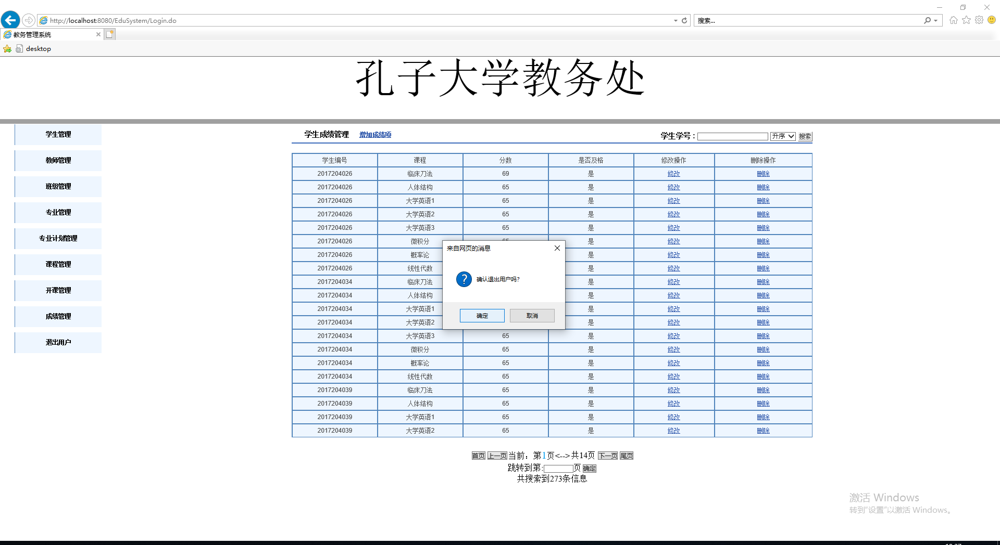 http://localhost:8080/EduSystem/Login.do
搜索...
教务管理系统
desktop
孔子大学教务处
学生管理
教师管理
班级管理
专业管理
专业计划管理
课程管理
开课管理
成绩管理
退出用户
学生成绩管理 增加成绩项 学生学号： 升序 搜索
学生编号 课程 分数 是否及格 修改操作 删除操作
2017204026 临床刀法 69 是 修改 删除
2017204026 人体结构 65 是 修改 删除
2017204026 大学英语1 65 是 修改 删除
2017204026 大学英语2 65 是 修改 删除
2017204026 大学英语3 65 是 修改 删除
2017204026 微积分 是 修改 删除
2017204026 概率论 是 修改 删除
2017204026 线性代数 是 修改 删除
2017204034 临床刀法 是 修改 删除
2017204034 人体结构 是 修改 删除
2017204034 大学英语1 是 修改 删除
2017204034 大学英语2 是 修改 删除
2017204034 大学英语3 65 是 修改 删除
2017204034 微积分 65 是 修改 删除
2017204034 概率论 65 是 修改 删除
2017204034 线性代数 65 是 修改 删除
2017204039 临床刀法 65 是 修改 删除
2017204039 人体结构 65 是 修改 删除
2017204039 大学英语1 65 是 修改 删除
2017204039 大学英语2 65 是 修改 删除
来自网页的消息
确认退出用户吗?
确定 取消
首页 上一页 当前：第1页<-->共14页 下一页 尾页
跳转到第:页 确定
共搜索到273条信息
激活 Windows
转到“设置”以激活 Windows。